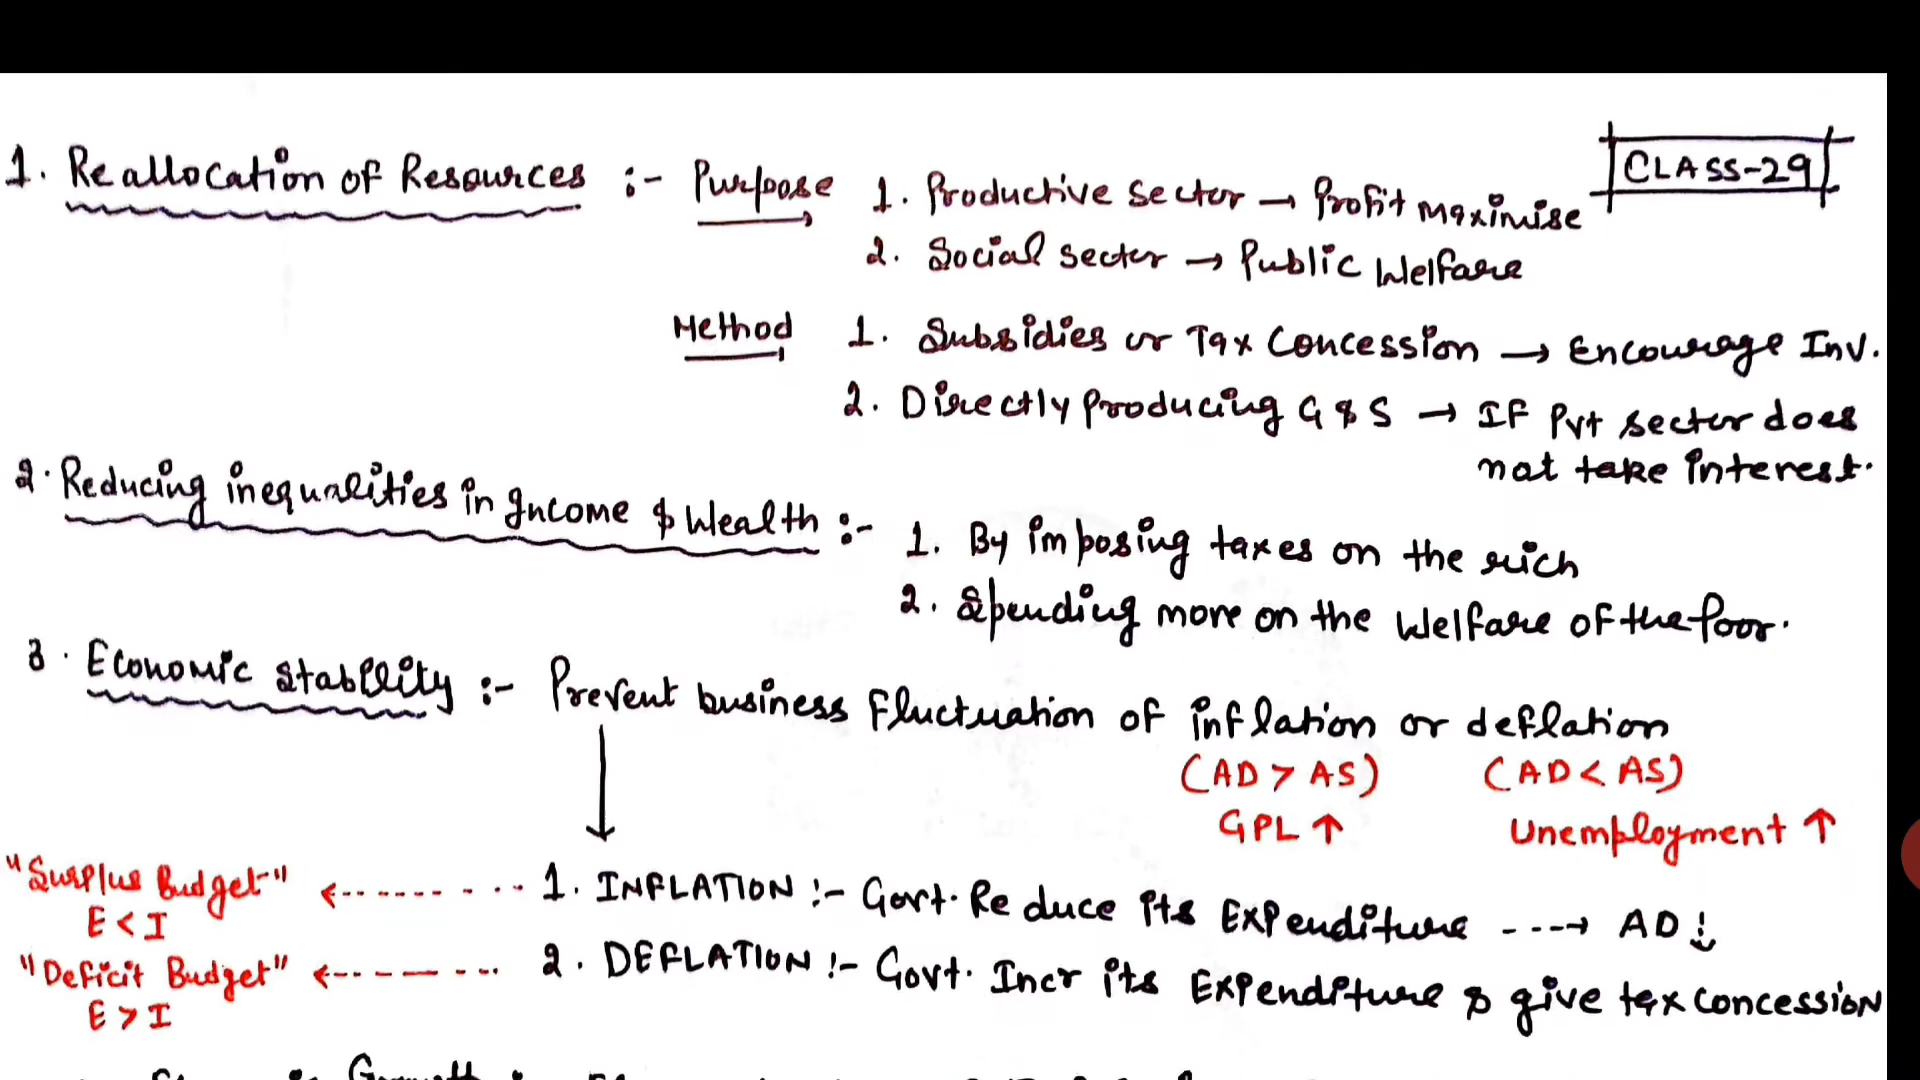 CLASS-29
1. Reallocation of Resources :- Purpose 1. Productive sector → Profit maximise
2. Social sector → Public Welfare
Method 1. Subsidies or Tax Concession → Encourage Inv.
2. Directly producing G & S → If Pvt sector does
not take interest.
2. Reducing inequalities in Income & Wealth :- 1. By imposing taxes on the rich
2. Spending more on the Welfare of the Poor.
3. Economic stability :- Prevent business Fluctuation of inflation or deflation
(AD > AS) (AD < AS)
GPL ↑ Unemployment ↑
"Surplus Budget" ← 1. INFLATION :- Govt. Reduce its Expenditure ----→ AD ↓
E < I
"Deficit Budget" ← 2. DEFLATION :- Govt. Incr its Expenditure & give tax concession
E > I